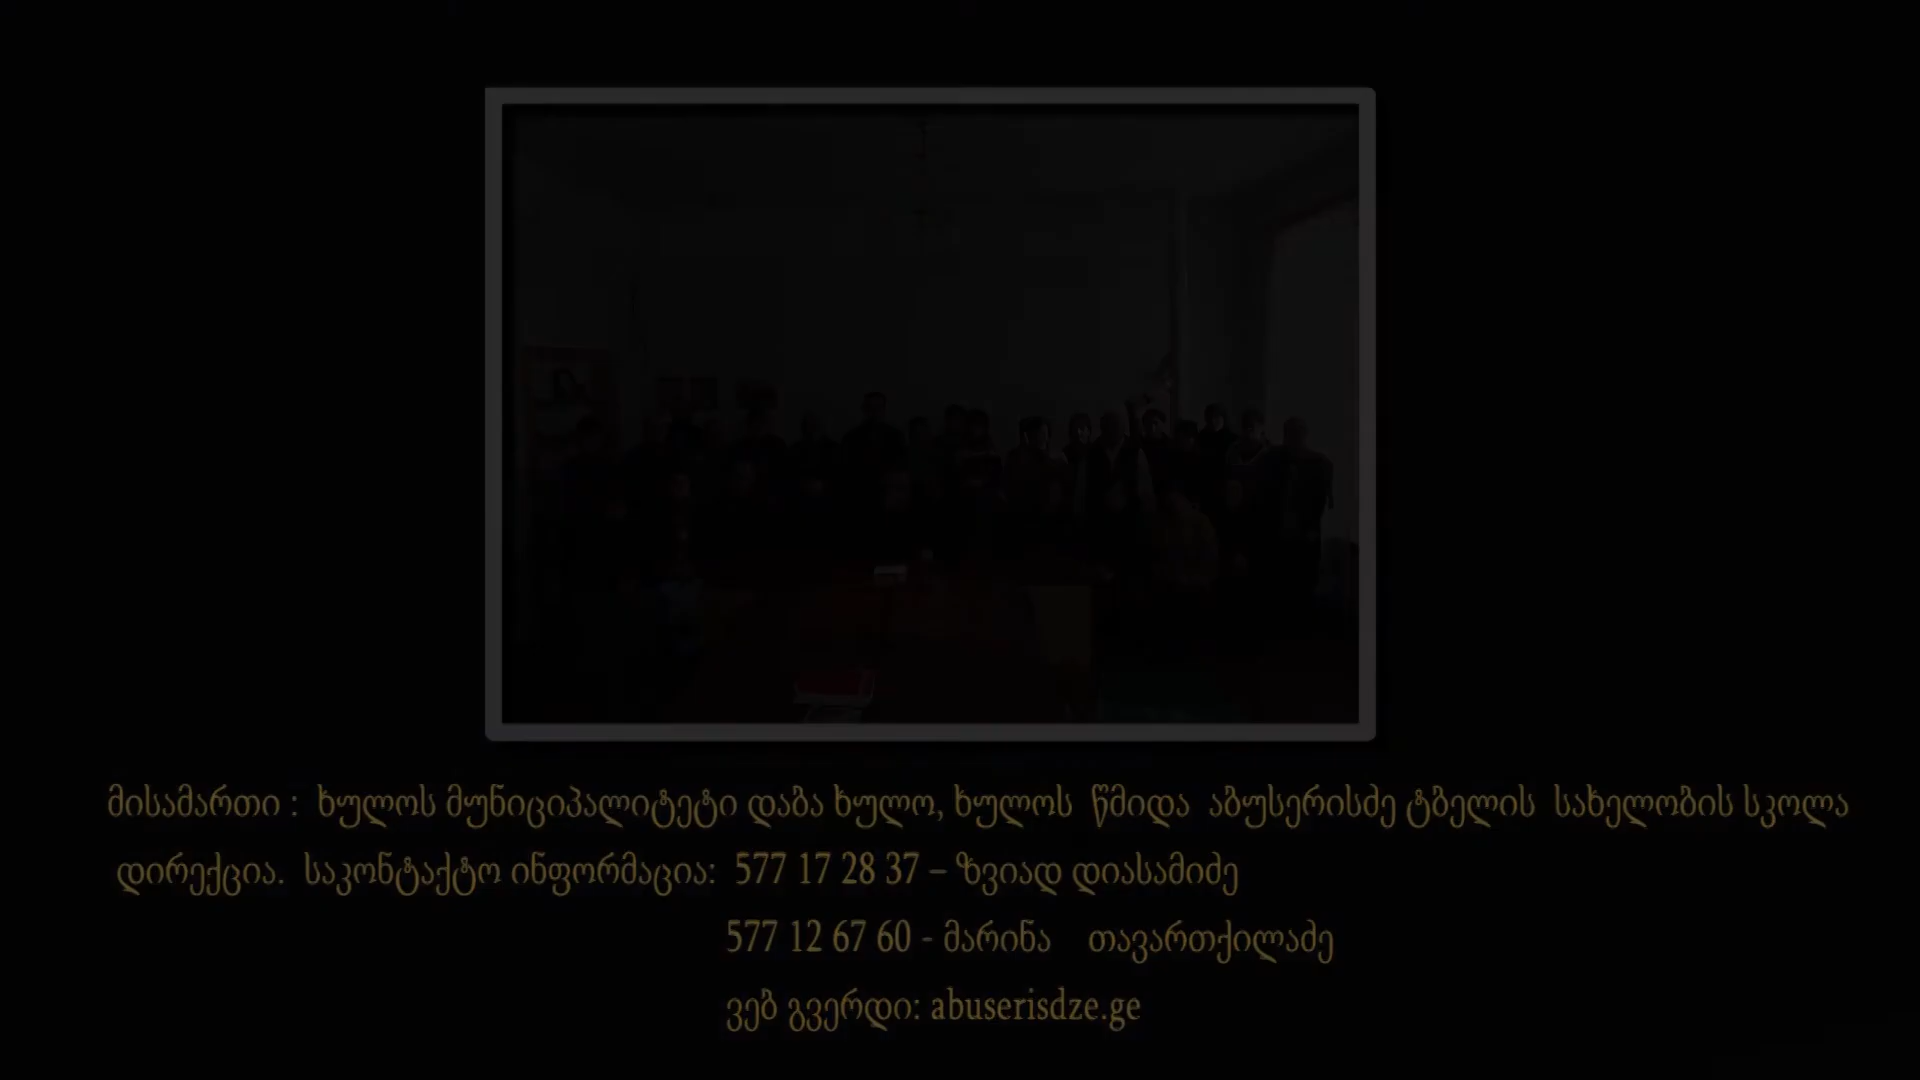 მისამართი : ხულოს მუნიციპალიტეტი დაბა ხულო, ხულოს წმიდა აბუსერისძე ტბელის სახელობის სკოლა
დირექცია. საკონტაქტო ინფორმაცია: 577 17 28 37 – ზვიად დიასამიძე
577 12 67 60 - მარინა თავართქილაძე
ვებ გვერდი: abuserisdze.ge